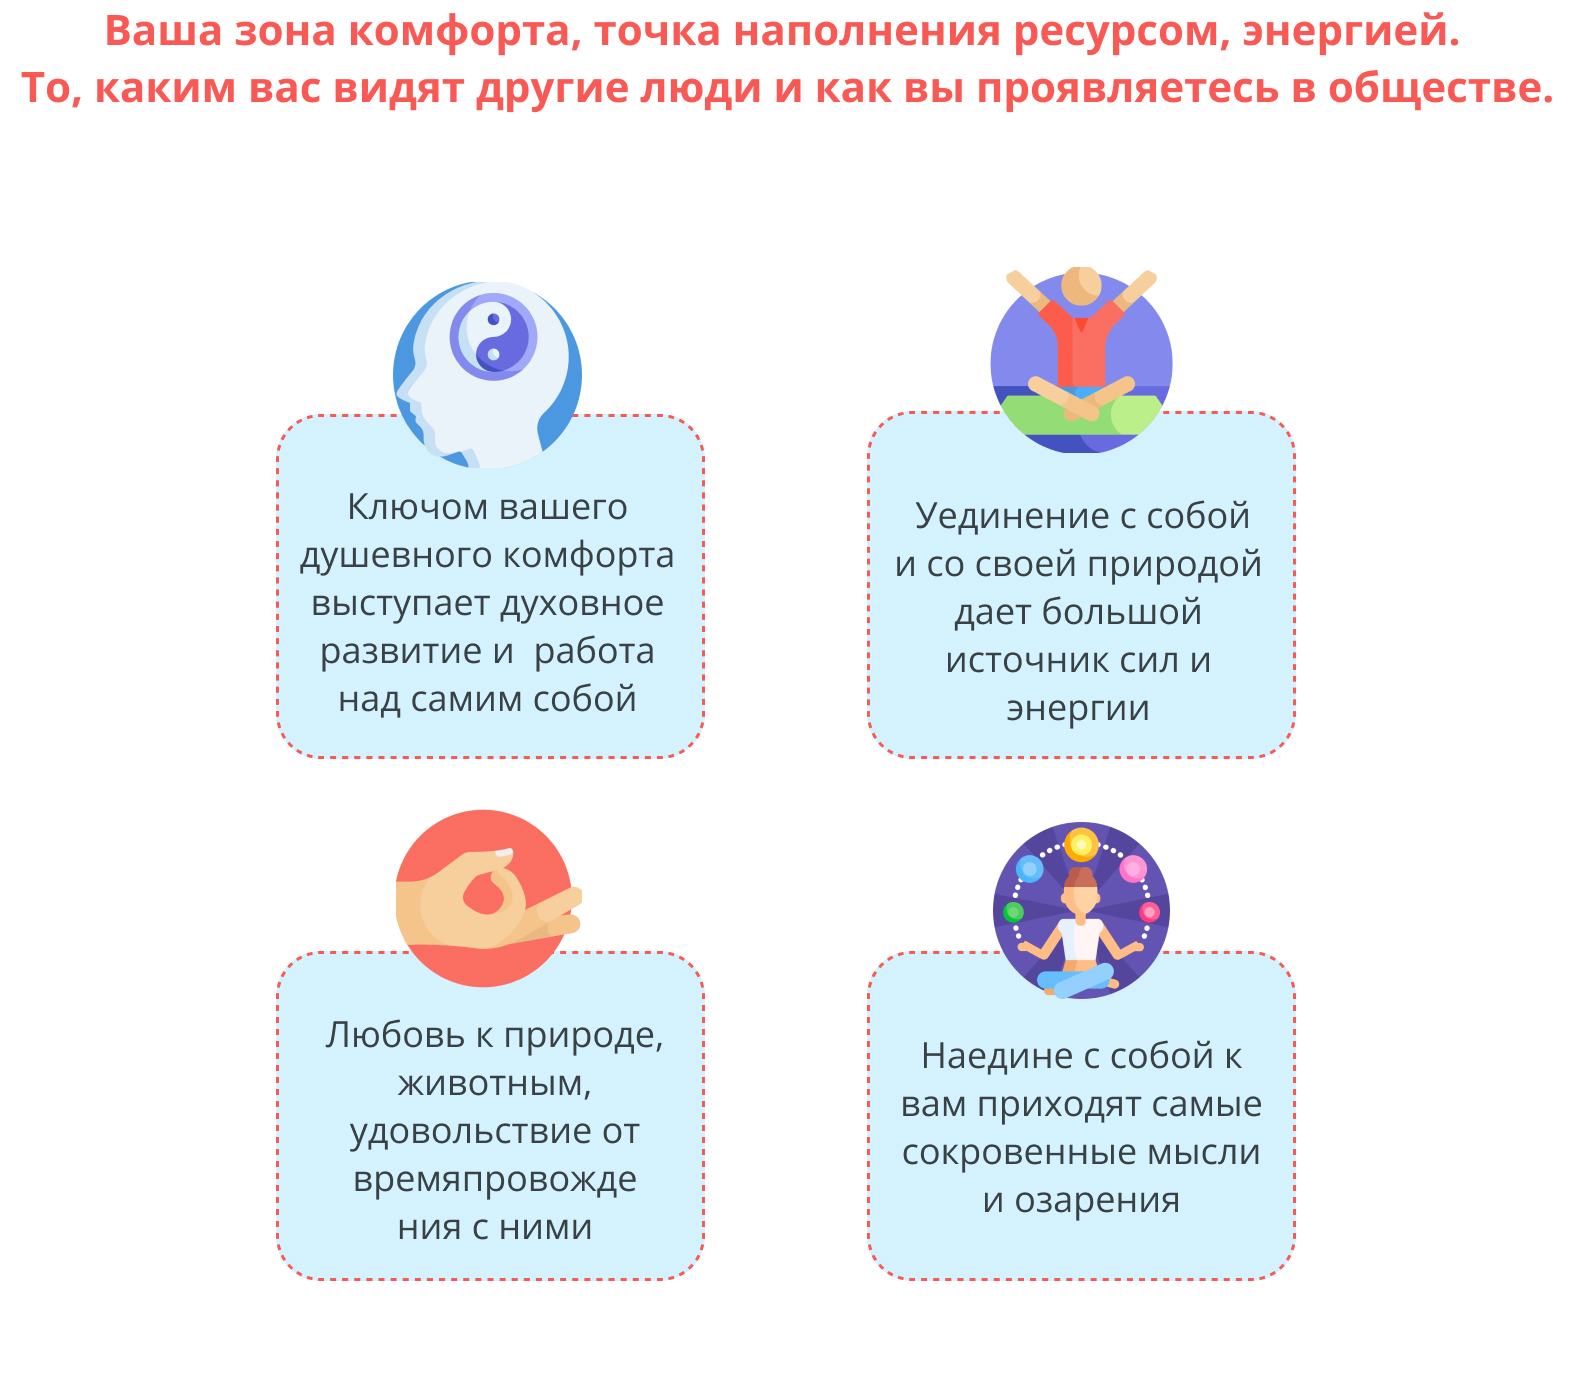 Ваша зона комфорта, точка наполнения ресурсом, энергией.
То, каким вас видят другие люди и как вы проявляетесь в обществе.
Ключом вашего
душевного комфорта
выступает духовное
развитие и  работа
над самим собой
Уединение с собой
и со своей природой
дает большой
источник сил и
энергии
Любовь к природе,
животным,
удовольствие от
времяпровожде
ния с ними
Наедине с собой к
вам приходят самые
сокровенные мысли
и озарения